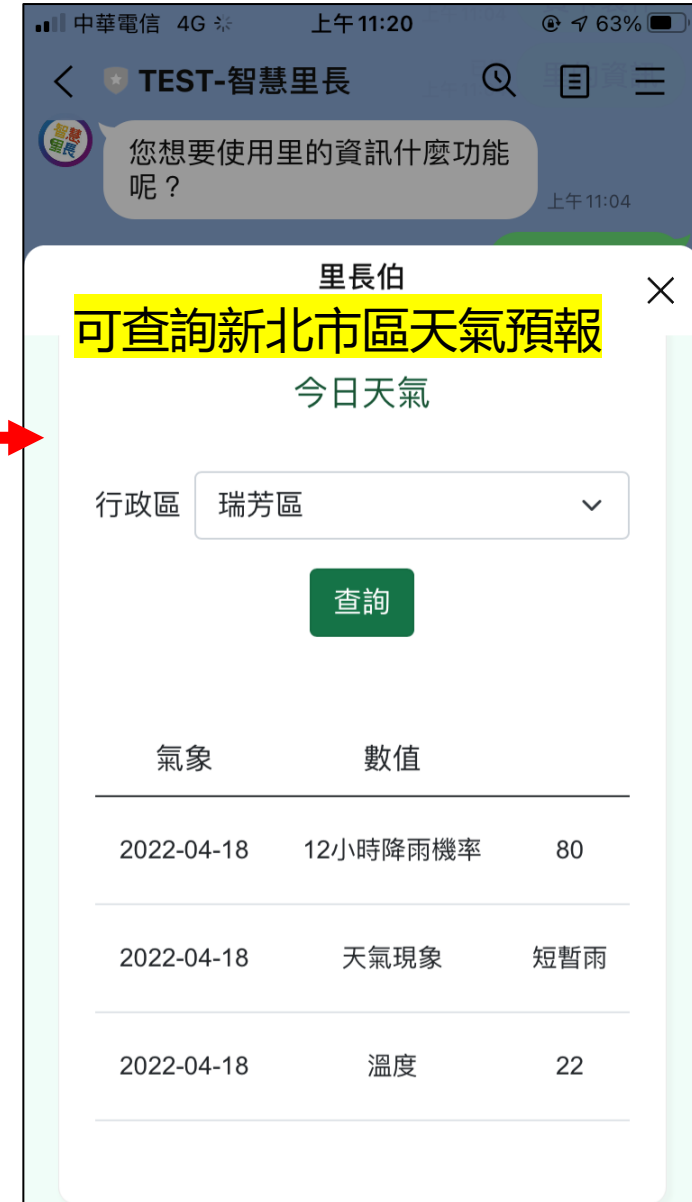 中華電信 4G 上午11:20 63%
TEST-智慧里長
智慧
里長
您想要使用里的資訊什麼功能
呢？
上午11:04
里長伯
可查詢新北市區天氣預報
今日天氣
行政區 瑞芳區
查詢
氣象 數值
2022-04-18 12小時降雨機率 80
2022-04-18 天氣現象 短暫雨
2022-04-18 溫度 22